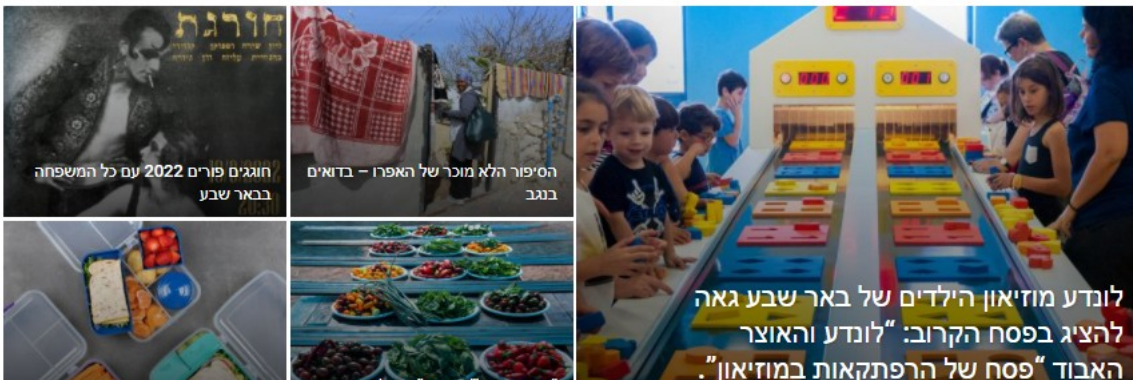 לונדע מוזיאון הילדים של באר שבע גאה
להציג בפסח הקרוב: "לונדע והאוצר
האבוד "פסח של הרפתקאות במוזיאון".
הסיפור הלא מוכר של האפרו – בדואים
בנגב
חורגת
חוגגים פורים 2022 עם כל המשפחה
בבאר שבע